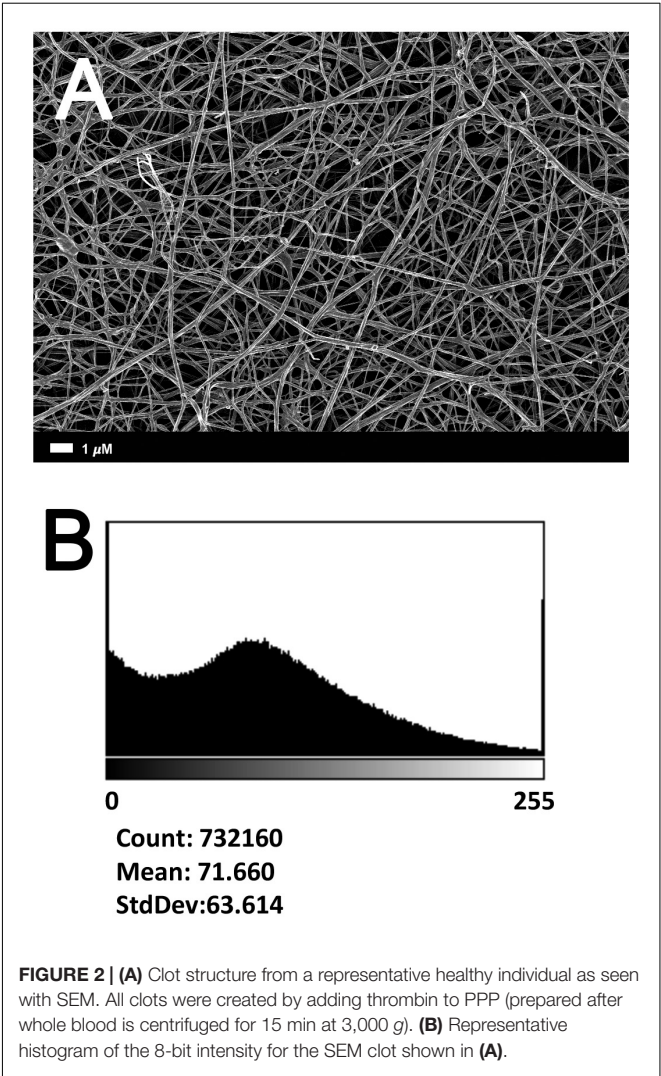 A
1 μM
B
0 255
Count: 732160
Mean: 71.660
StdDev:63.614
FIGURE 2 | (A) Clot structure from a representative healthy individual as seen
with SEM. All clots were created by adding thrombin to PPP (prepared after
whole blood is centrifuged for 15 min at 3,000 g). (B) Representative
histogram of the 8-bit intensity for the SEM clot shown in (A).